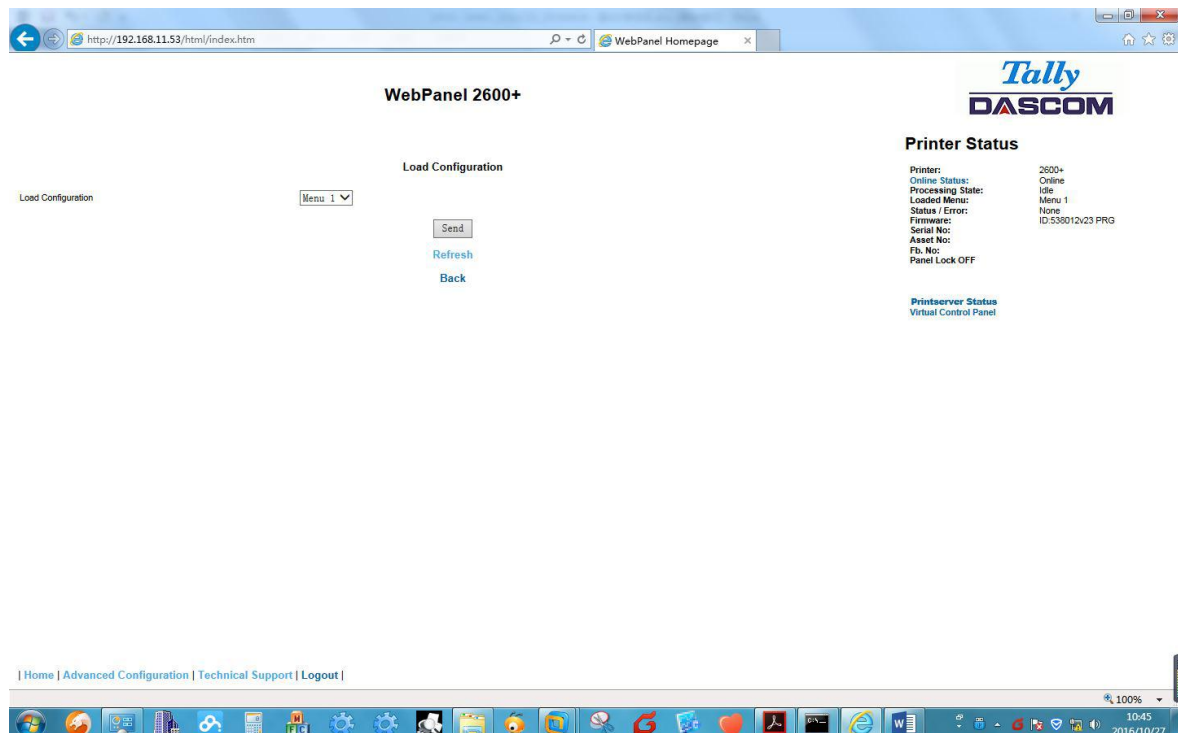 http://192.168.11.53/html/index.htm
WebPanel Homepage
WebPanel 2600+
Tally
DASCOM
Load Configuration
Load Configuration Menu 1
Send
Refresh
Back
Printer Status
Printer: 2600+
Online Status: Online
Processing State: Idle
Loaded Menu: Menu 1
Status / Error: None
Firmware: ID:538012v23 PRG
Serial No:
Asset No:
Fb. No:
Panel Lock OFF
Printserver Status
Virtual Control Panel
| Home | Advanced Configuration | Technical Support | Logout |
100%
10:45
2016/10/27